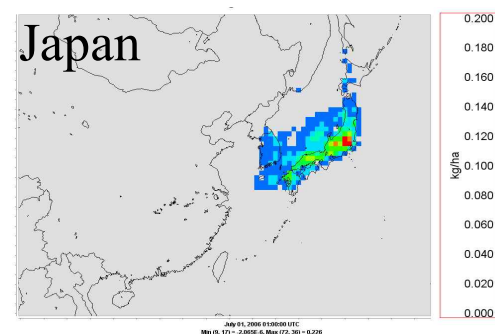 Japan
0.200
0.180
0.160
0.140
0.120
0.100
0.080
0.060
0.040
0.020
0.000
kg/ha
July 01, 2006 01:00:00 UTC
Min (9, 17) = -2.065E-6, Max (72, 36) = 0.226